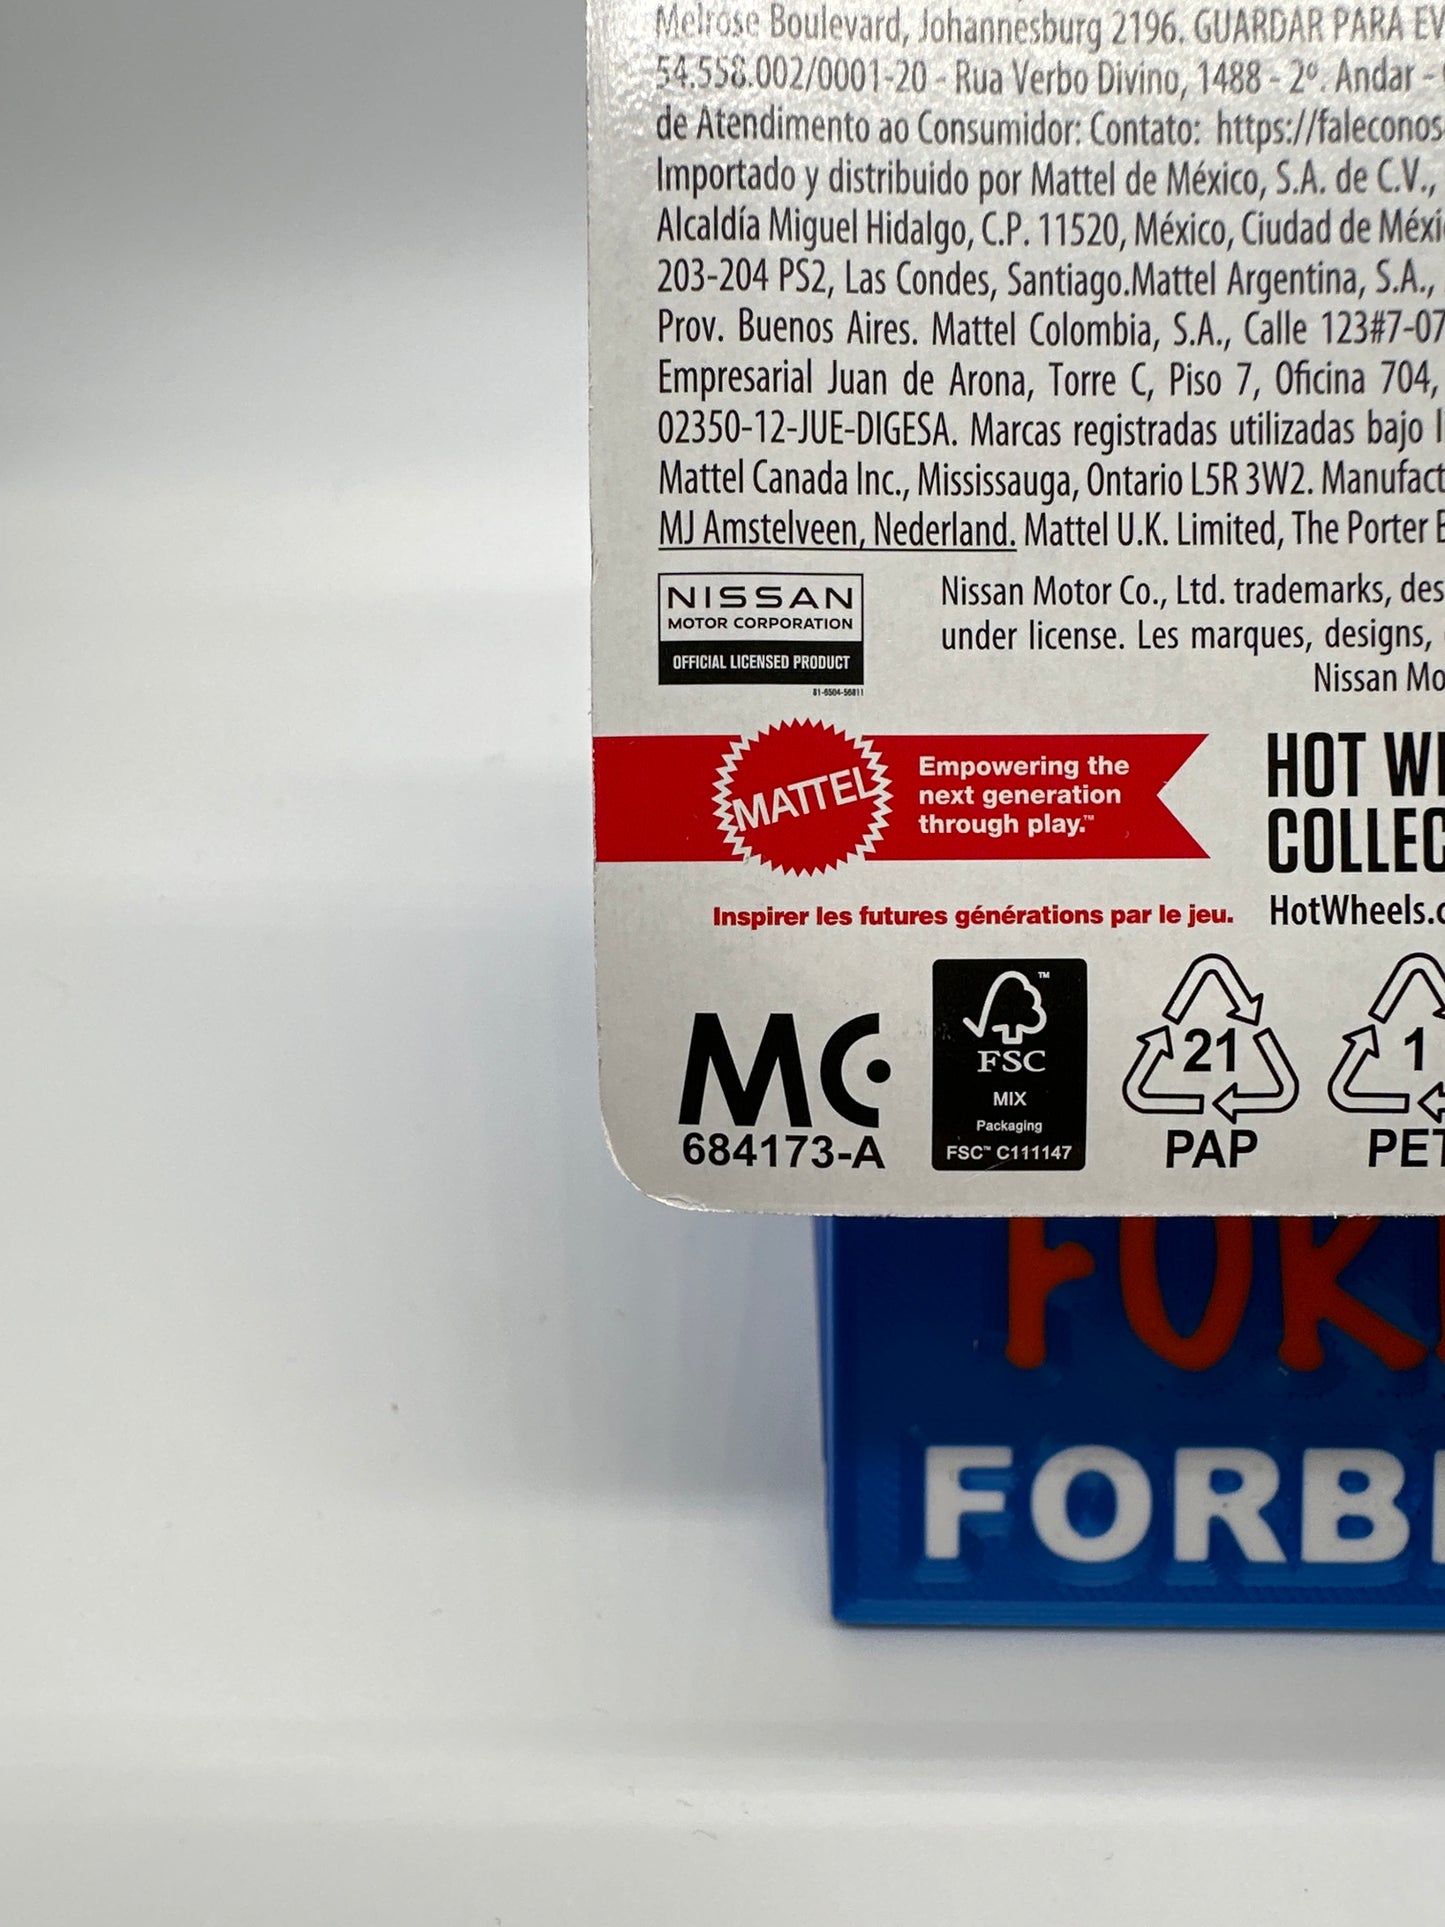 Melrose Boulevard, Johannesburg 2196. GUARDAR PARA EV
54.558.002/0001-20 - Rua Verbo Divino, 1488 - 2º. Andar -
de Atendimento ao Consumidor: Contato: https://faleconos
Importado y distribuido por Mattel de México, S.A. de C.V.,
Alcaldía Miguel Hidalgo, C.P. 11520, México, Ciudad de Méxi
203-204 PS2, Las Condes, Santiago.Mattel Argentina, S.A.,
Prov. Buenos Aires. Mattel Colombia, S.A., Calle 123#7-07
Empresarial Juan de Arona, Torre C, Piso 7, Oficina 704,
02350-12-JUE-DIGESA. Marcas registradas utilizadas bajo l
Mattel Canada Inc., Mississauga, Ontario L5R 3W2. Manufact
MJ Amstelveen, Nederland. Mattel U.K. Limited, The Porter B
NISSAN
MOTOR CORPORATION
OFFICIAL LICENSED PRODUCT
81-6504-56811
Nissan Motor Co., Ltd. trademarks, des
under license. Les marques, designs,
Nissan Mo
MATTEL
Empowering the
next generation
through play.™
Inspirer les futures générations par le jeu.
HOT WH
COLLEC
HotWheels.c
MC
684173-A
FSC™
MIX
Packaging
FSC™ C111147
21
PAP
1
PET
FORB